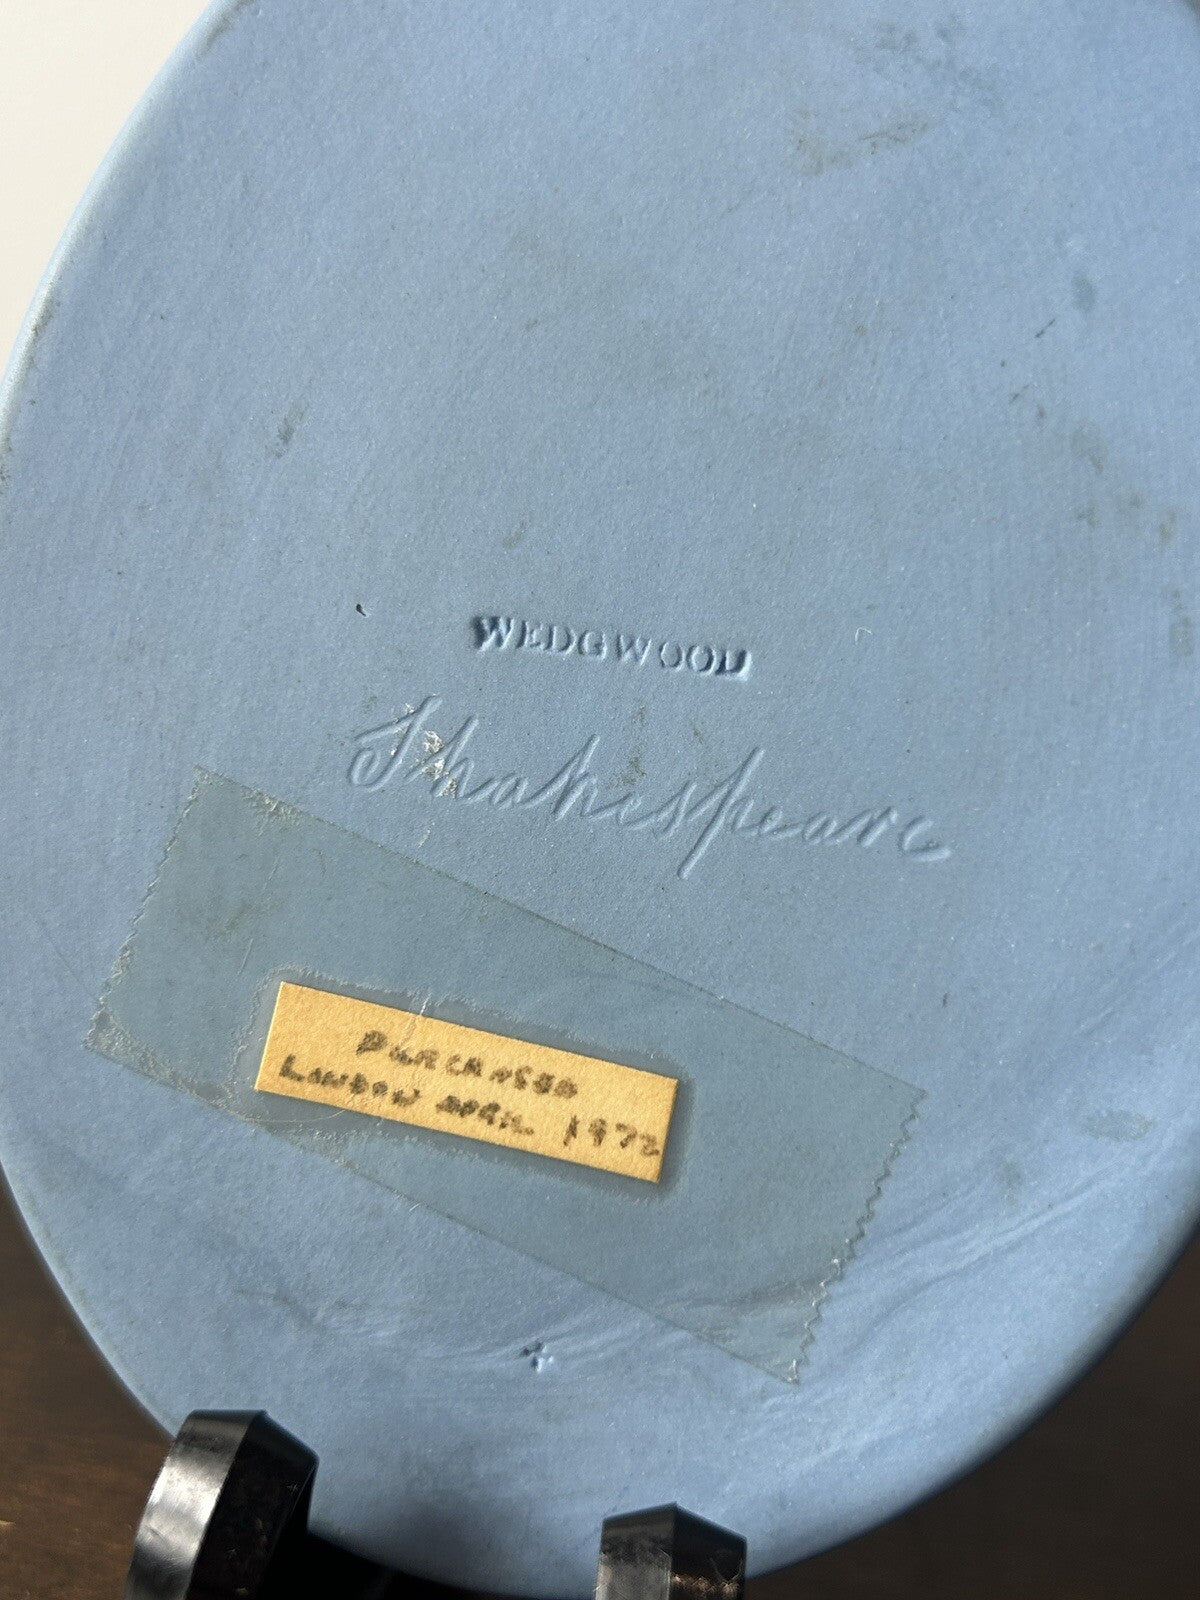 WEDGWOOD
Shakespeare
PURCHASED
LONDON APRIL 1972